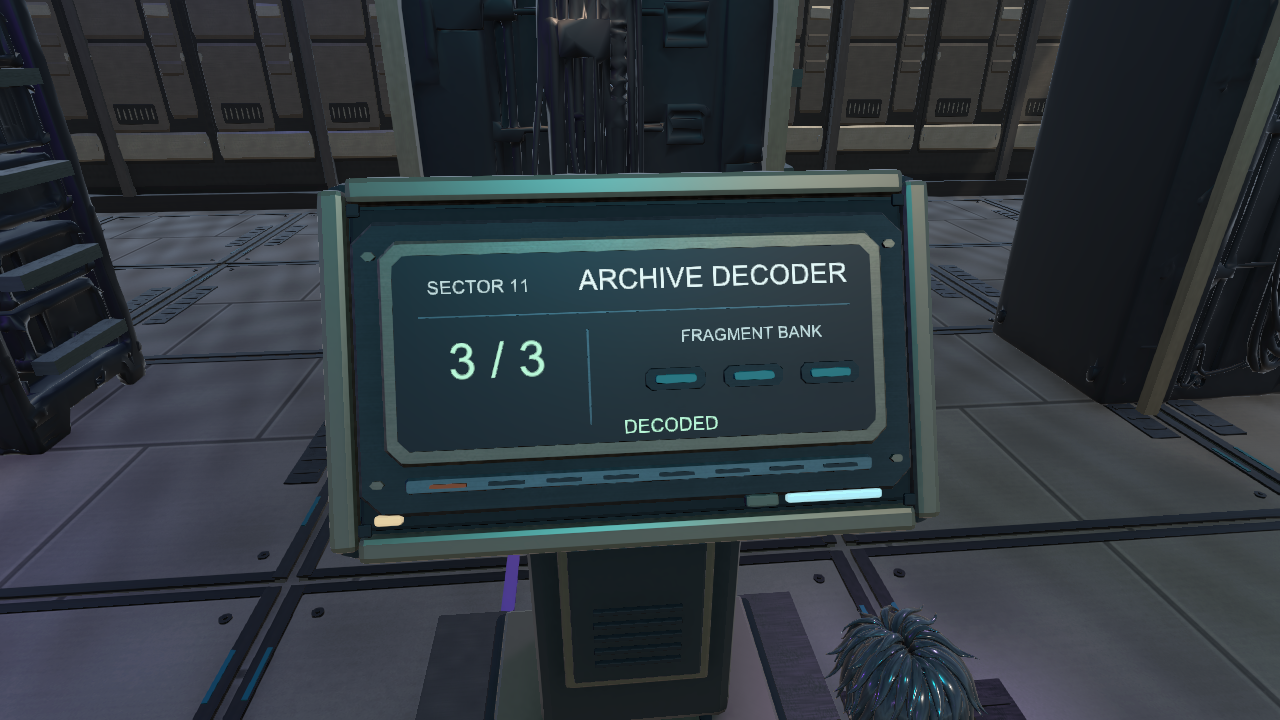 SECTOR 11
ARCHIVE DECODER
3 / 3
FRAGMENT BANK
DECODED